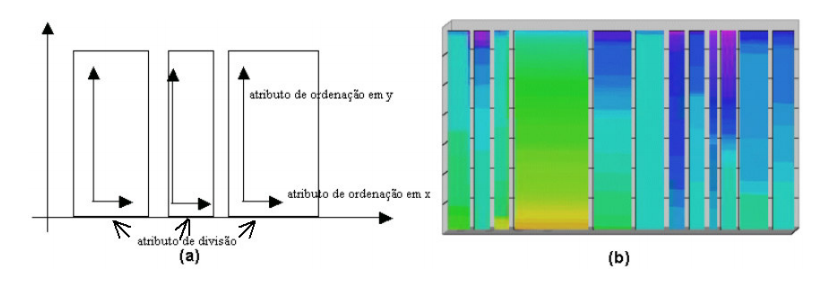 atributo de ordenação em y
atributo de ordenação em x
atributo de divisão
(a)
(b)